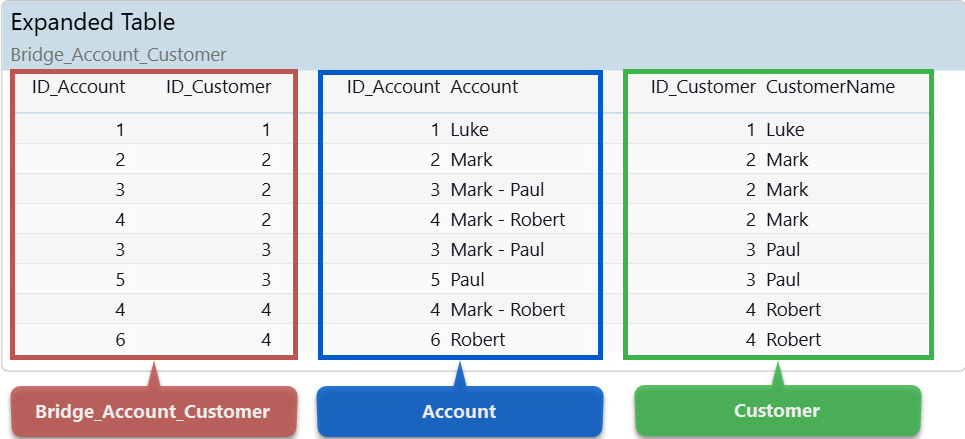 Expanded Table
Bridge_Account_Customer
ID_Account ID_Customer ID_Account Account ID_Customer CustomerName
1 1 1 Luke 1 Luke
2 2 2 Mark 2 Mark
3 2 3 Mark - Paul 2 Mark
4 2 4 Mark - Robert 2 Mark
3 3 3 Mark - Paul 3 Paul
5 3 5 Paul 3 Paul
4 4 4 Mark - Robert 4 Robert
6 4 6 Robert 4 Robert
Bridge_Account_Customer Account Customer